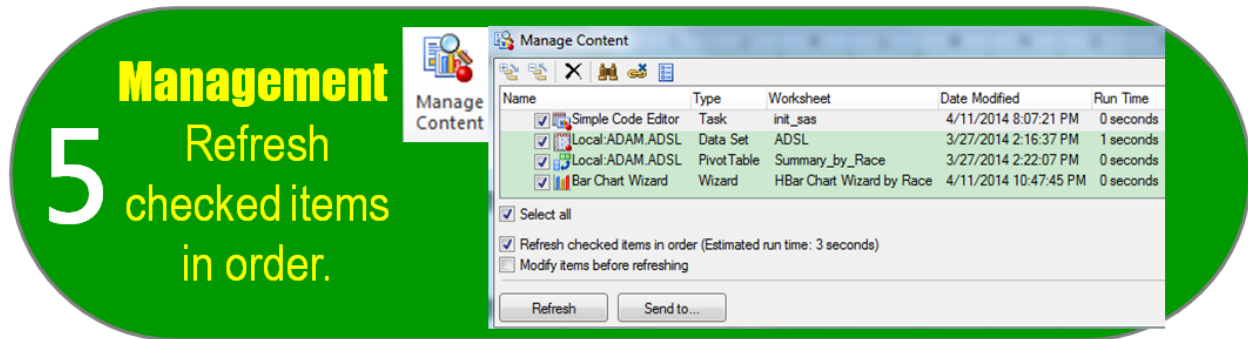 5
Management
Refresh
checked items
in order.
Manage
Content
Manage Content
Name Type Worksheet Date Modified Run Time
Simple Code Editor Task init_sas 4/11/2014 8:07:21 PM 0 seconds
Local:ADAM.ADSL Data Set ADSL 3/27/2014 2:16:37 PM 1 seconds
Local:ADAM.ADSL PivotTable Summary_by_Race 3/27/2014 2:22:07 PM 0 seconds
Bar Chart Wizard Wizard HBar Chart Wizard by Race 4/11/2014 10:47:45 PM 0 seconds
Select all
Refresh checked items in order (Estimated run time: 3 seconds)
Modify items before refreshing
Refresh Send to...